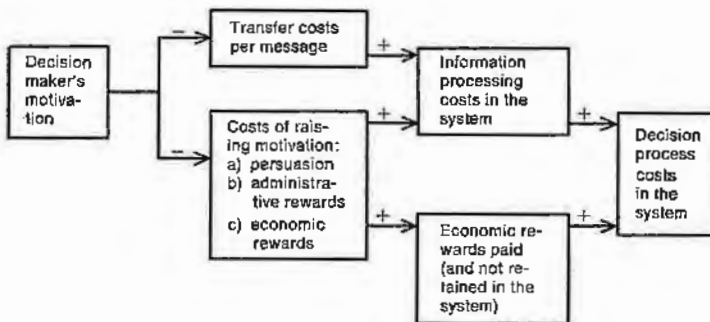 Decision
maker's
motiva-
tion
−
Transfer costs
per message
−
Costs of rais-
ing motivation:
a) persuasion
b) administra-
tive rewards
c) economic
rewards
+
+
Information
processing
costs in the
system
+
Economic re-
wards paid
(and not re-
tained in the
system)
+
+
Decision
process
costs
in the
system